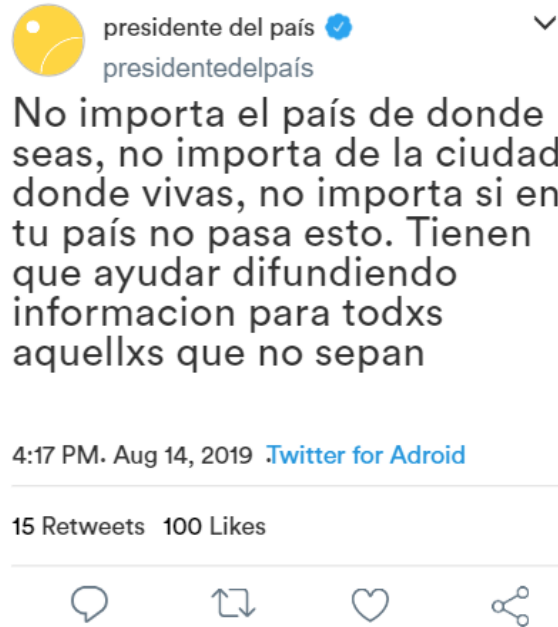 presidente del país
presidentedelpaís
No importa el país de donde
seas, no importa de la ciudad
donde vivas, no importa si en
tu país no pasa esto. Tienen
que ayudar difundiendo
informacion para todxs
aquellxs que no sepan
4:17 PM. Aug 14, 2019 .Twitter for Adroid
15 Retweets 100 Likes